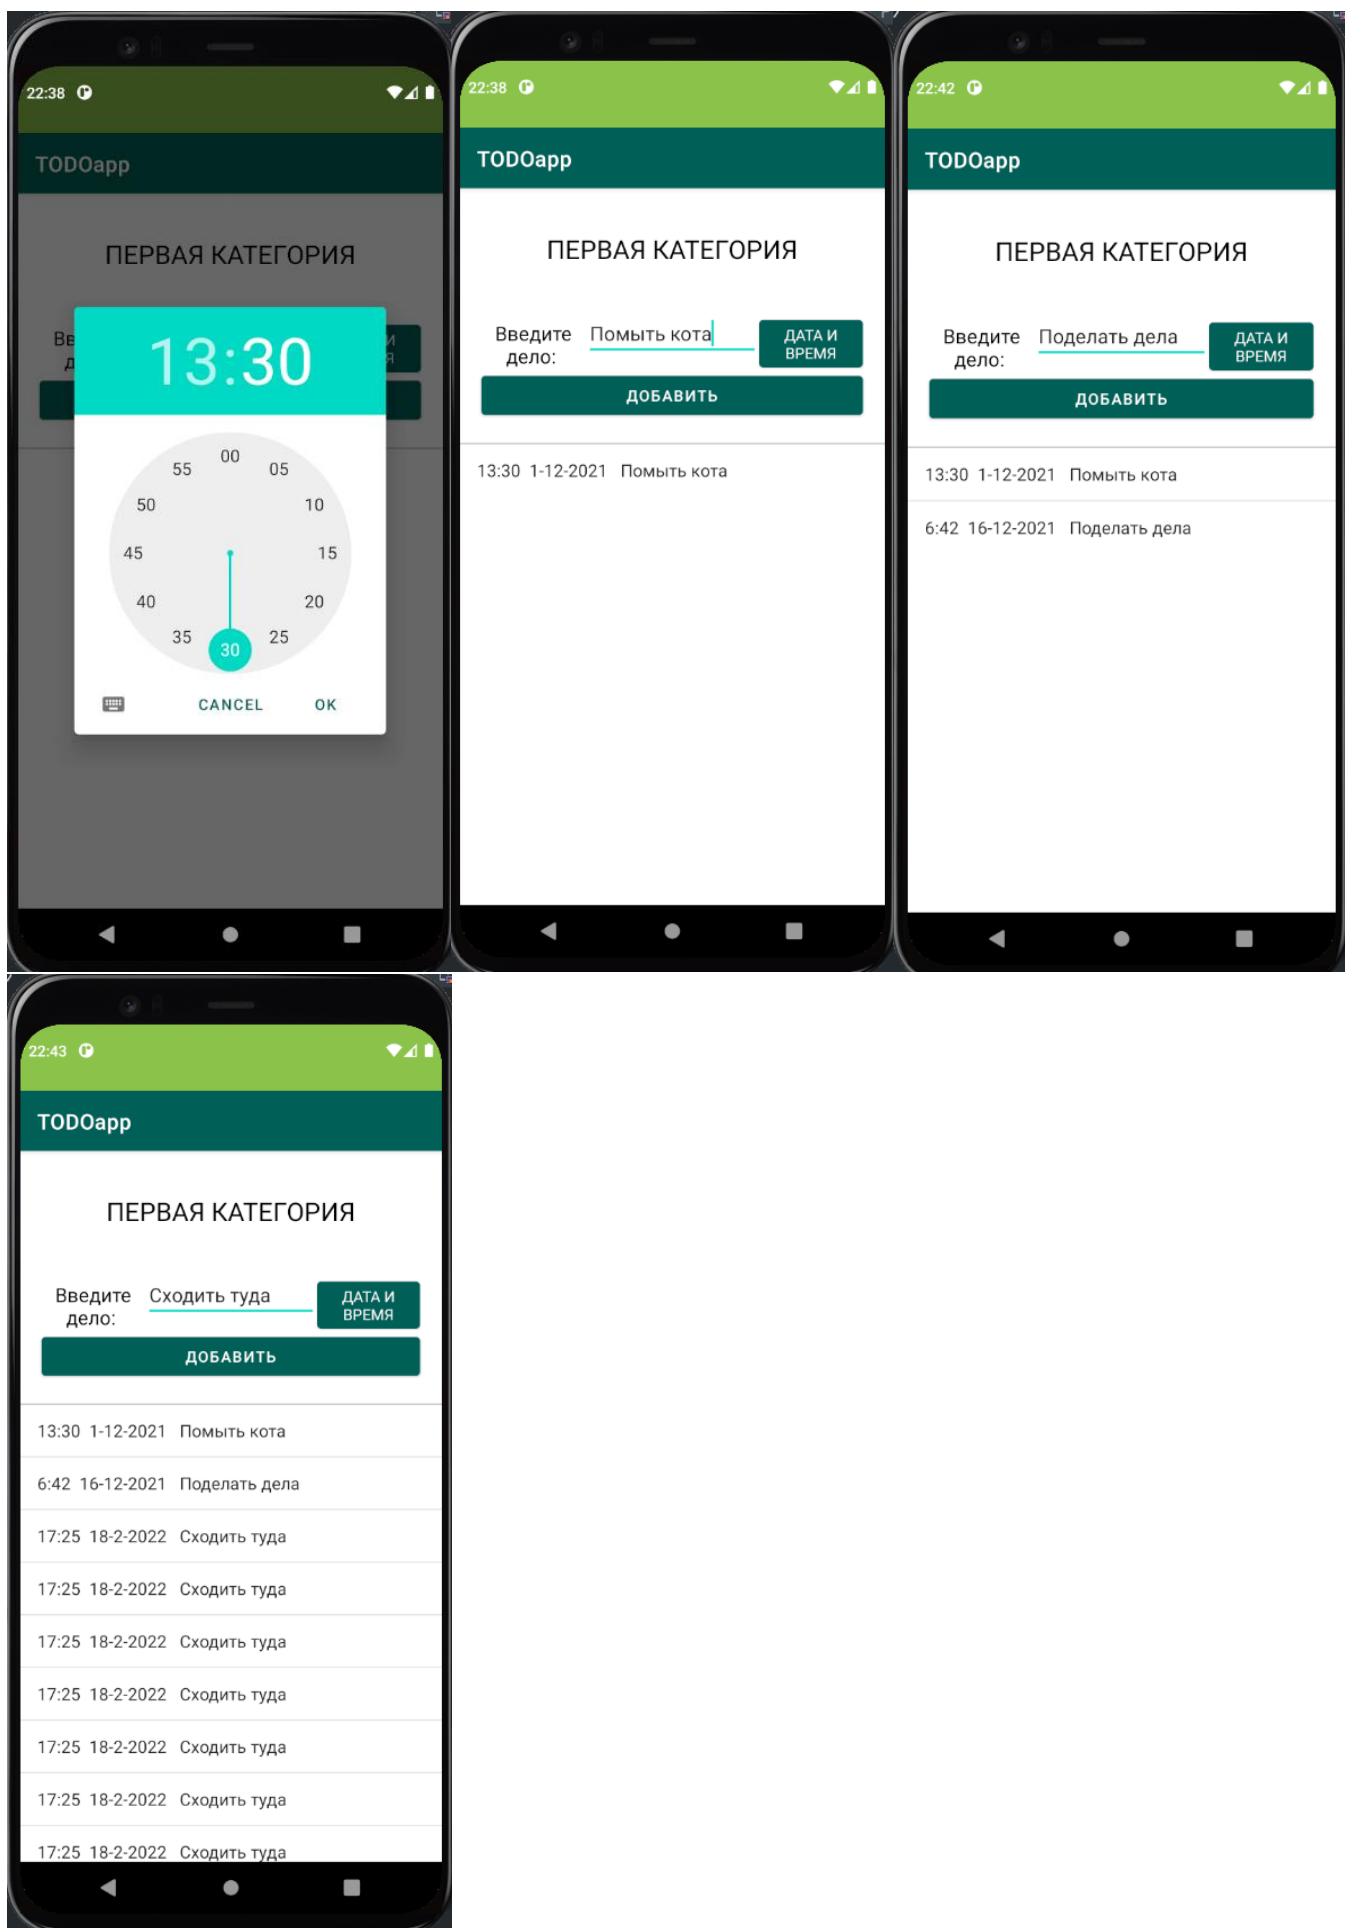 22:38
TODOapp
ПЕРВАЯ КАТЕГОРИЯ
13:30
00
05
10
15
20
25
30
35
40
45
50
55
CANCEL
OK
22:38
TODOapp
ПЕРВАЯ КАТЕГОРИЯ
Введите дело:
Помыть кота
ДАТА И ВРЕМЯ
ДОБАВИТЬ
13:30 1-12-2021 Помыть кота
22:42
TODOapp
ПЕРВАЯ КАТЕГОРИЯ
Введите дело:
Поделать дела
ДАТА И ВРЕМЯ
ДОБАВИТЬ
13:30 1-12-2021 Помыть кота
6:42 16-12-2021 Поделать дела
22:43
TODOapp
ПЕРВАЯ КАТЕГОРИЯ
Введите дело:
Сходить туда
ДАТА И ВРЕМЯ
ДОБАВИТЬ
13:30 1-12-2021 Помыть кота
6:42 16-12-2021 Поделать дела
17:25 18-2-2022 Сходить туда
17:25 18-2-2022 Сходить туда
17:25 18-2-2022 Сходить туда
17:25 18-2-2022 Сходить туда
17:25 18-2-2022 Сходить туда
17:25 18-2-2022 Сходить туда
17:25 18-2-2022 Сходить туда